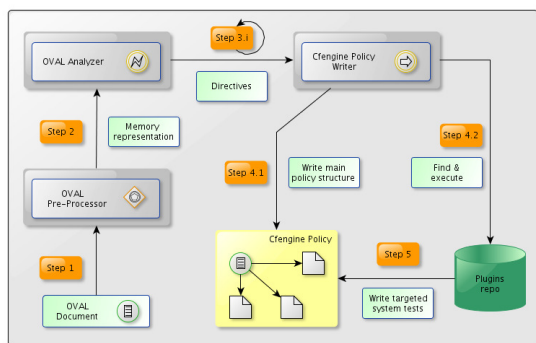 Step 3.i
OVAL Analyzer
Cfengine Policy
Writer
Directives
Step 2
Memory
representation
Step 4.2
Step 4.1
Write main
policy structure
Find &
execute
OVAL
Pre-Processor
Cfengine Policy
Step 5
Step 1
Plugins
repo
OVAL
Document
Write targeted
system tests